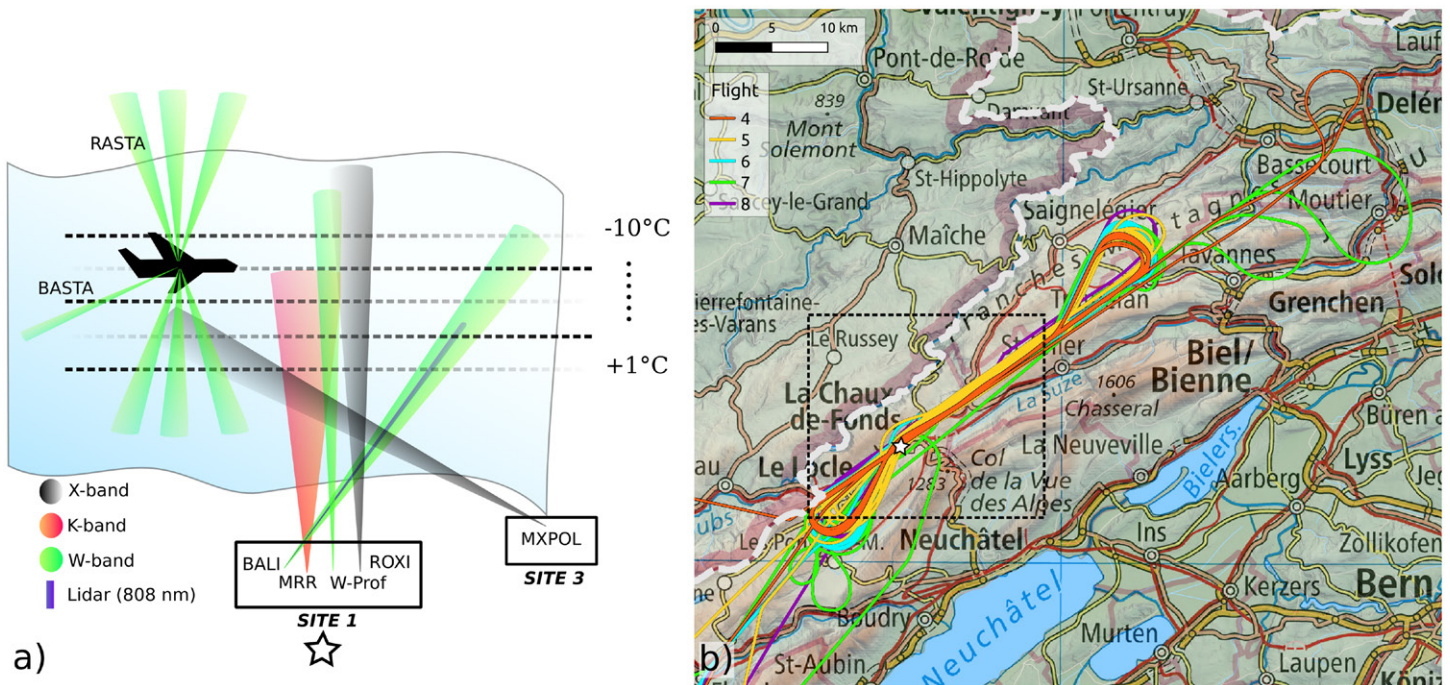 RASTA
BASTA
-10°C
+1°C
X-band
K-band
W-band
Lidar (808 nm)
BALI
MRR
W-Prof
ROXI
SITE 1
MXPOL
SITE 3
a)
0 5 10 km
Flight
4
5
6
7
8
Pont-de-Roide
Porrentruy
St-Ursanne
Damvant
839
Mont
Solemont
St-Hippolyte
Saignelégier
Maîche
Bassecourt
Moutier
Le Russey
Grenchen
Biel/
Bienne
La Chaux-
de-Fonds
La Suze
1606
Chasseral
La Neuveville
Bielers.
Büren a
Le Locle
1283
Col
de la Vue
des Alpes
Aarberg
Lyss
Neuchâtel
Ins
Zollikofen
Boudry
Kerzers
Bern
Neuchâtel
Murten
St-Aubin
Laupen
b)